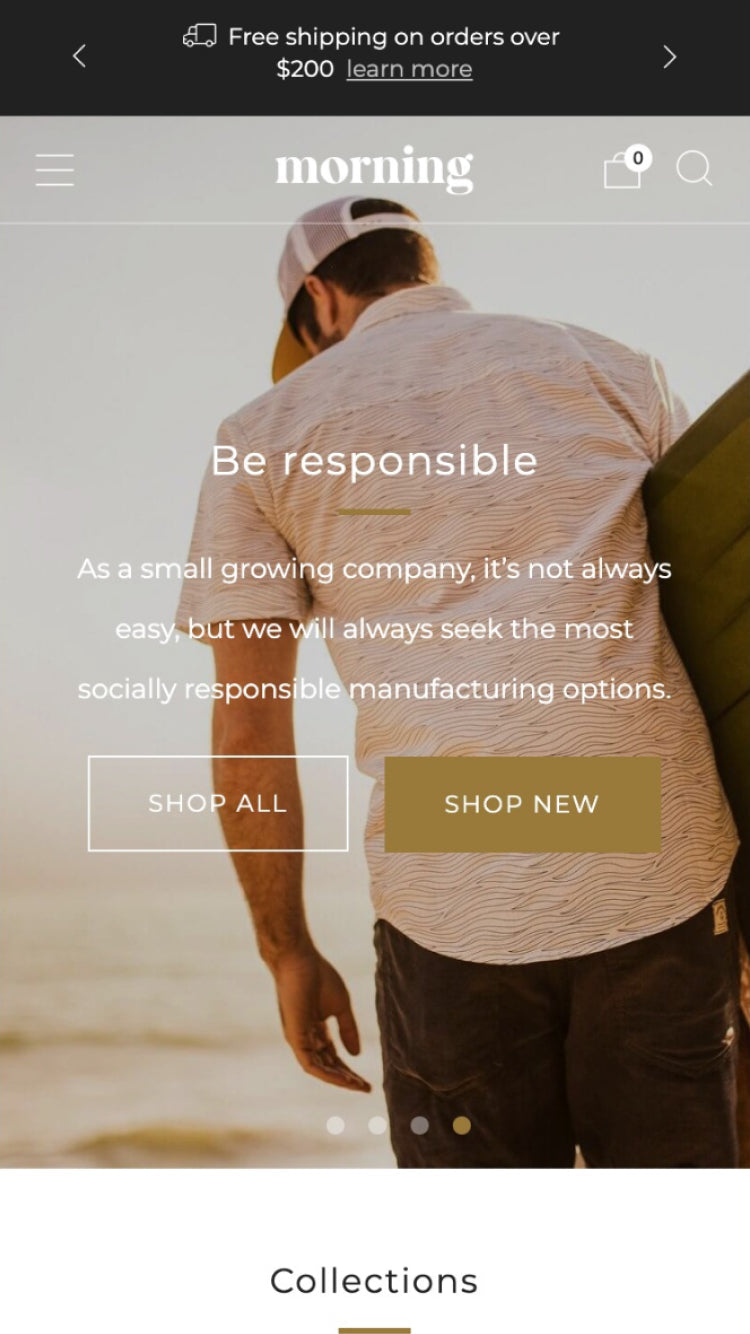 Free shipping on orders over
$200 learn more
morning
0
Be responsible
As a small growing company, it’s not always
easy, but we will always seek the most
socially responsible manufacturing options.
SHOP ALL
SHOP NEW
Collections